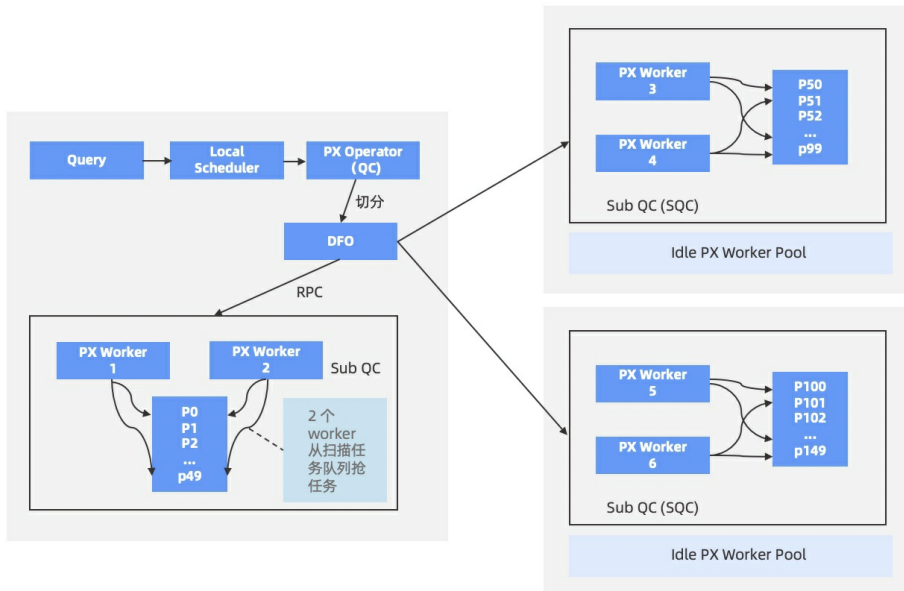 Query
Local
Scheduler
PX Operator
(QC)
切分
DFO
RPC
PX Worker
1
PX Worker
2
Sub QC
P0
P1
P2
...
p49
2 个
worker
从扫描任
务队列抢
任务
PX Worker
3
PX Worker
4
P50
P51
P52
...
p99
Sub QC (SQC)
Idle PX Worker Pool
PX Worker
5
PX Worker
6
P100
P101
P102
...
p149
Sub QC (SQC)
Idle PX Worker Pool